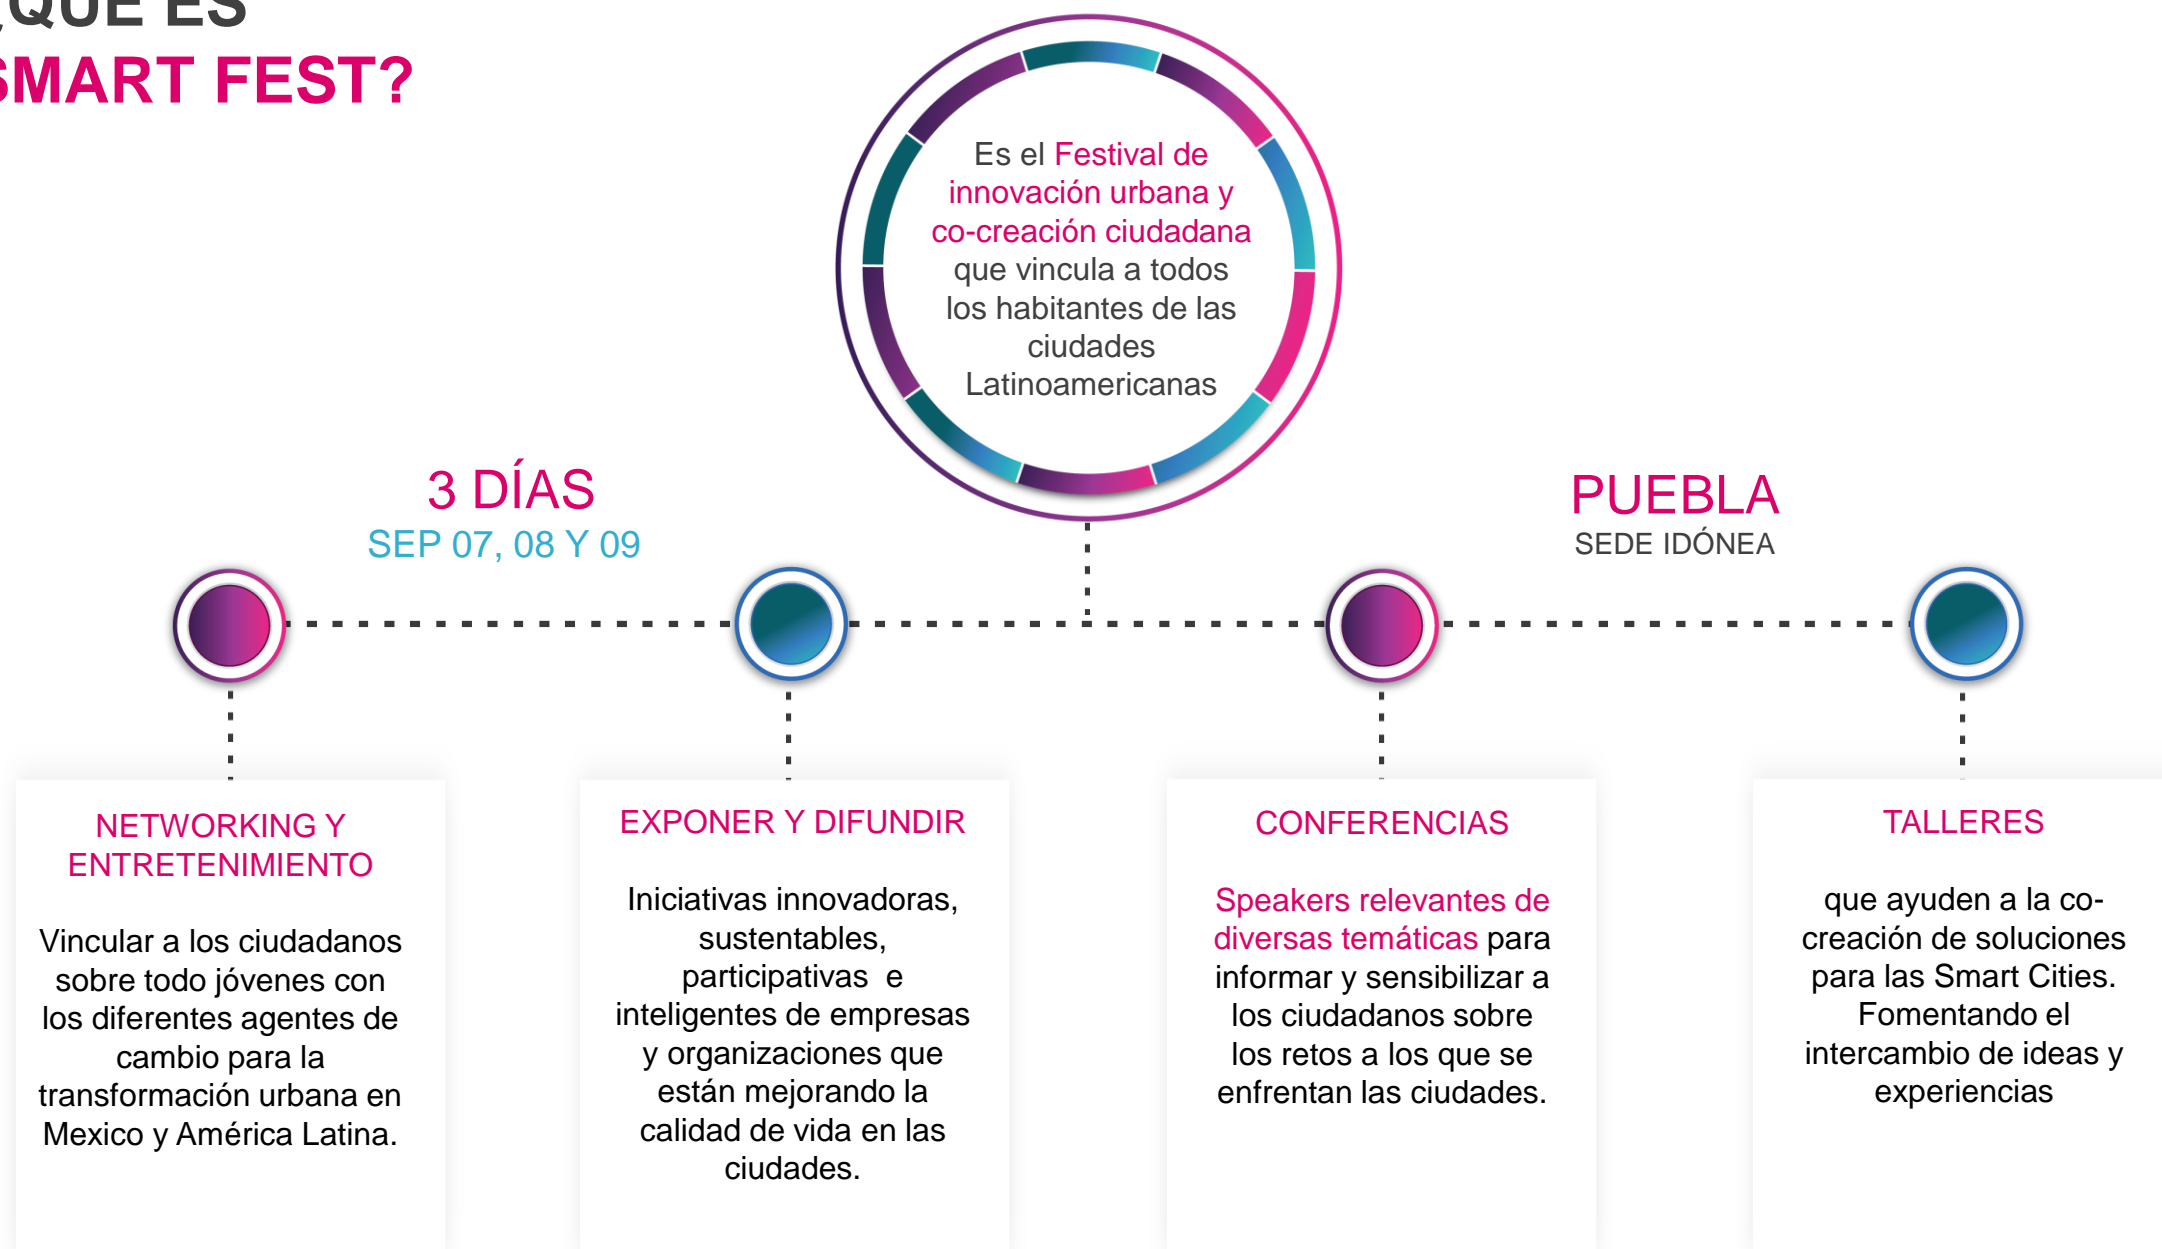 ¿QUÉ ES
SMART FEST?
Es el Festival de
innovación urbana y
co-creación ciudadana
que vincula a todos
los habitantes de las
ciudades
Latinoamericanas
3 DÍAS
SEP 07, 08 Y 09
PUEBLA
SEDE IDÓNEA
NETWORKING Y
ENTRETENIMIENTO
Vincular a los ciudadanos
sobre todo jóvenes con
los diferentes agentes de
cambio para la
transformación urbana en
Mexico y América Latina.
EXPONER Y DIFUNDIR
Iniciativas innovadoras,
sustentables,
participativas e
inteligentes de empresas
y organizaciones que
están mejorando la
calidad de vida en las
ciudades.
CONFERENCIAS
Speakers relevantes de
diversas temáticas para
informar y sensibilizar a
los ciudadanos sobre
los retos a los que se
enfrentan las ciudades.
TALLERES
que ayuden a la co-
creación de soluciones
para las Smart Cities.
Fomentando el
intercambio de ideas y
experiencias